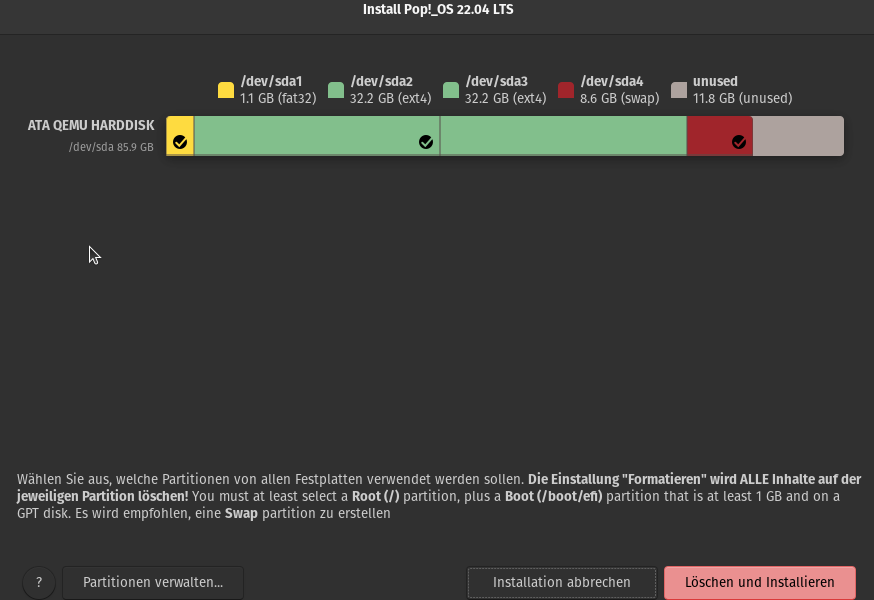 Install Pop!_OS 22.04 LTS
/dev/sda1
1.1 GB (fat32)
/dev/sda2
32.2 GB (ext4)
/dev/sda3
32.2 GB (ext4)
/dev/sda4
8.6 GB (swap)
unused
11.8 GB (unused)
ATA QEMU HARDDISK
/dev/sda 85.9 GB
Wählen Sie aus, welche Partitionen von allen Festplatten verwendet werden sollen. Die Einstallung "Formatieren" wird ALLE Inhalte auf der
jeweiligen Partition löschen! You must at least select a Root (/) partition, plus a Boot (/boot/efi) partition that is at least 1 GB and on a
GPT disk. Es wird empfohlen, eine Swap partition zu erstellen
?
Partitionen verwalten...
Installation abbrechen
Löschen und Installieren